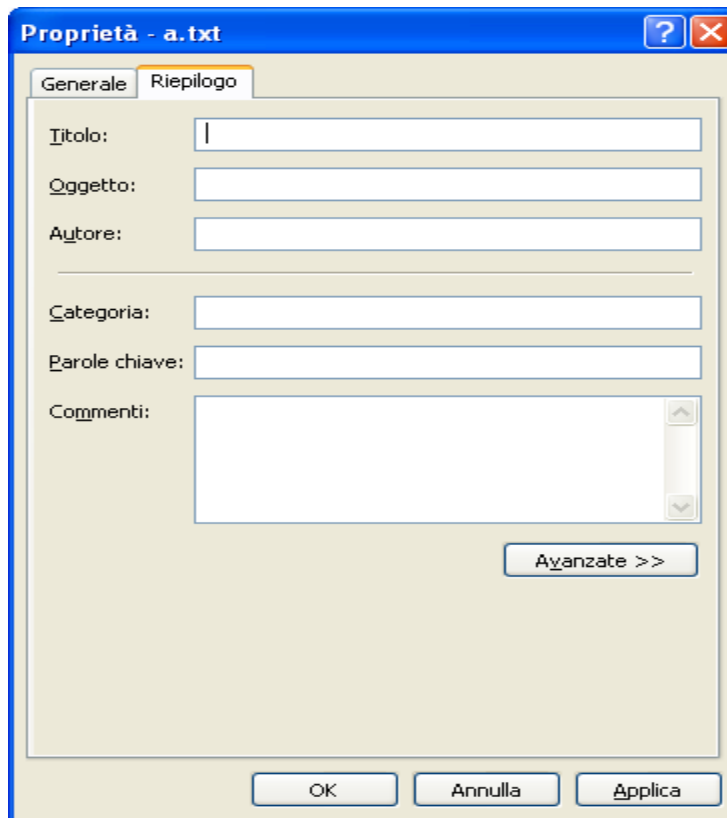 Proprietà - a.txt
Generale Riepilogo
Titolo:
Oggetto:
Autore:
Categoria:
Parole chiave:
Commenti:
Avanzate >>
OK Annulla Applica